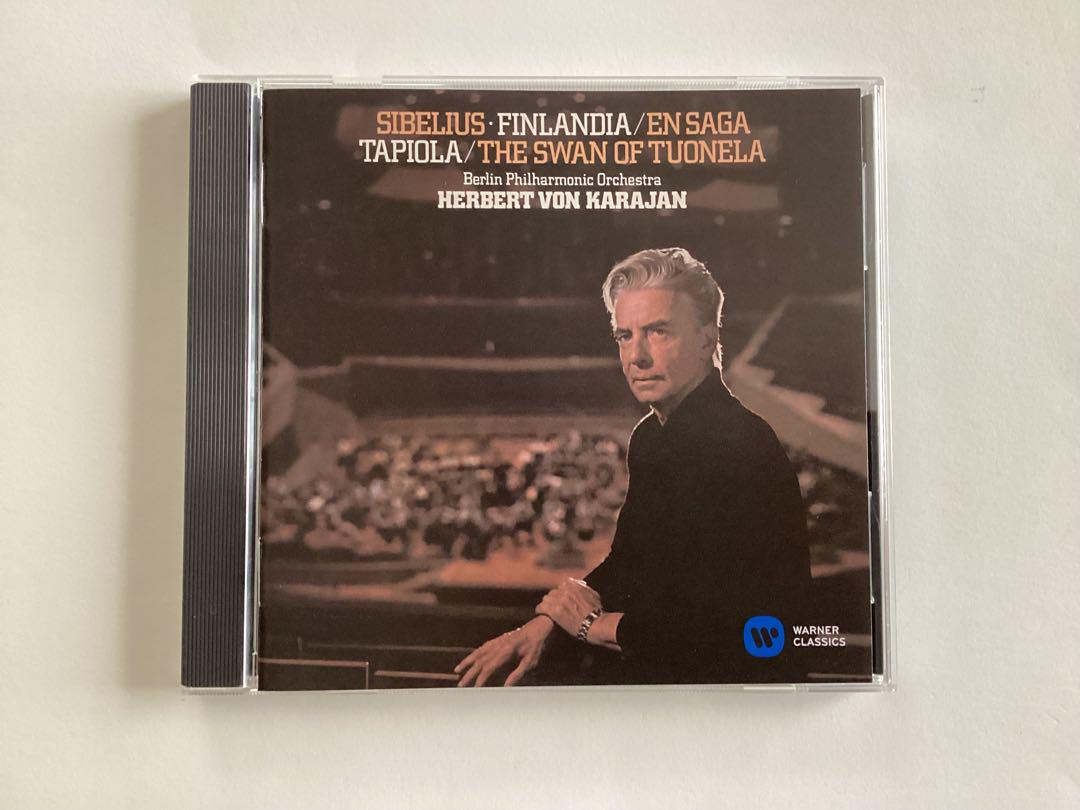 SIBELIUS · FINLANDIA / EN SAGA
TAPIOLA / THE SWAN OF TUONELA
Berlin Philharmonic Orchestra
HERBERT VON KARAJAN
WARNER
CLASSICS